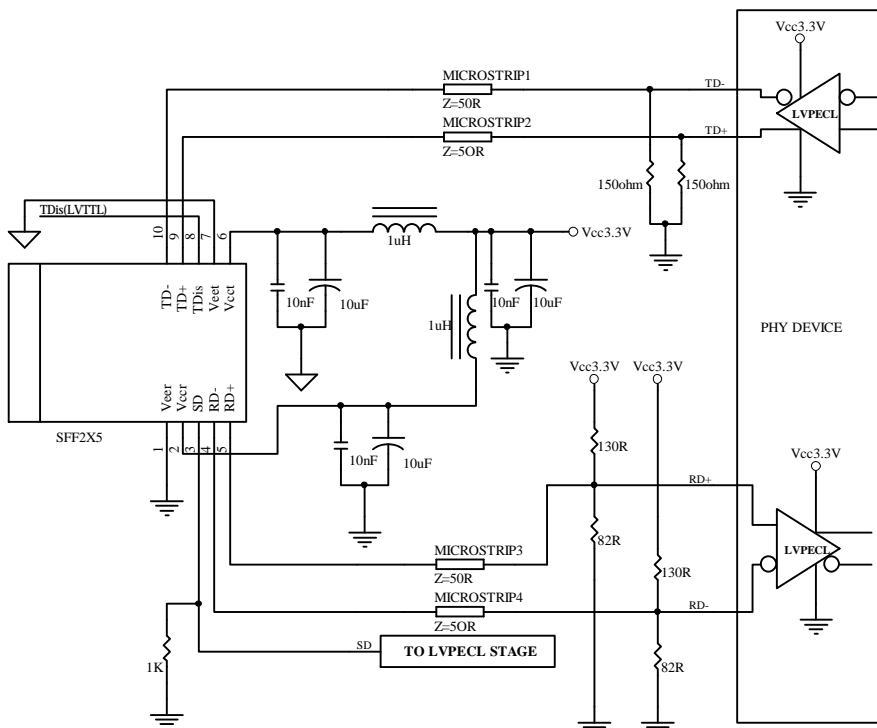 Vcc3.3V
MICROSTRIP1
TD-
Z=50R
LVPECL
MICROSTRIP2
TD+
Z=5OR
150ohm
150ohm
TDis(LVTTL)
10
9
8
7
6
1uH
Vcc3.3V
TD-
TD+
TDis
Veet
Vcct
10nF
10uF
10nF
10uF
1uH
PHY DEVICE
Veer
Vccr
SD
RD-
RD+
SFF2X5
1
2
3
4
5
10nF
10uF
Vcc3.3V
Vcc3.3V
130R
Vcc3.3V
RD+
82R
LVPECL
MICROSTRIP3
Z=50R
130R
MICROSTRIP4
RD-
Z=5OR
1K
SD
TO LVPECL STAGE
82R